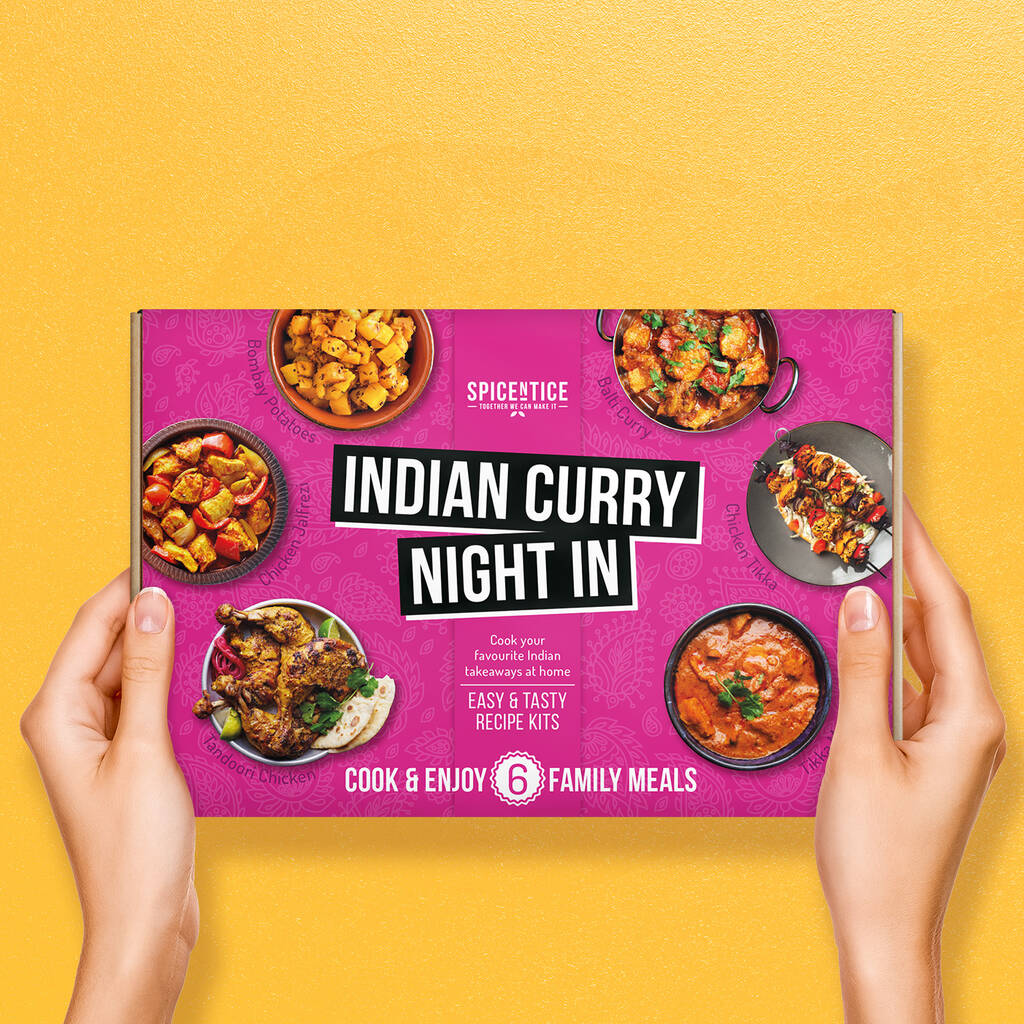 Bombay Potatoes
SPICENTICE
TOGETHER WE CAN MAKE IT
Balti Curry
INDIAN CURRY
NIGHT IN
Chicken Jalfrezi
Chicken Tikka
Cook your
favourite Indian
takeaways at home
EASY & TASTY
RECIPE KITS
Tandoori Chicken
Tikka
COOK & ENJOY 6 FAMILY MEALS